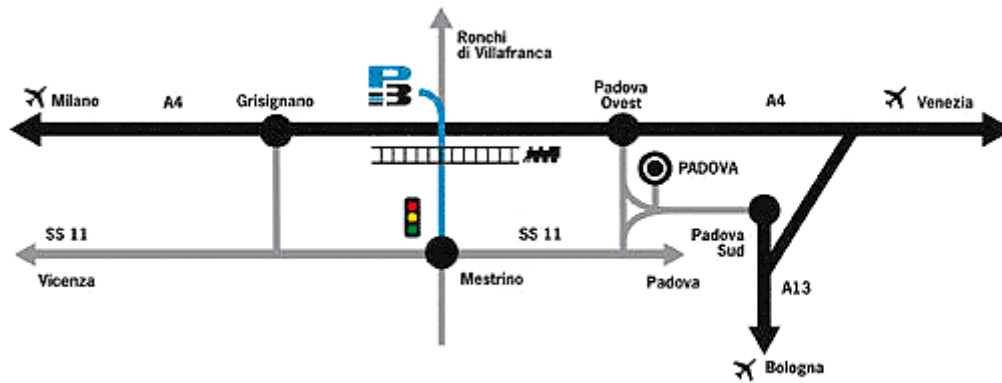 Ronchi
di Villafranca
Milano
A4
Grisignano
Padova
Ovest
A4
Venezia
PADOVA
SS 11
SS 11
Padova
Sud
Vicenza
Mestrino
Padova
A13
Bologna